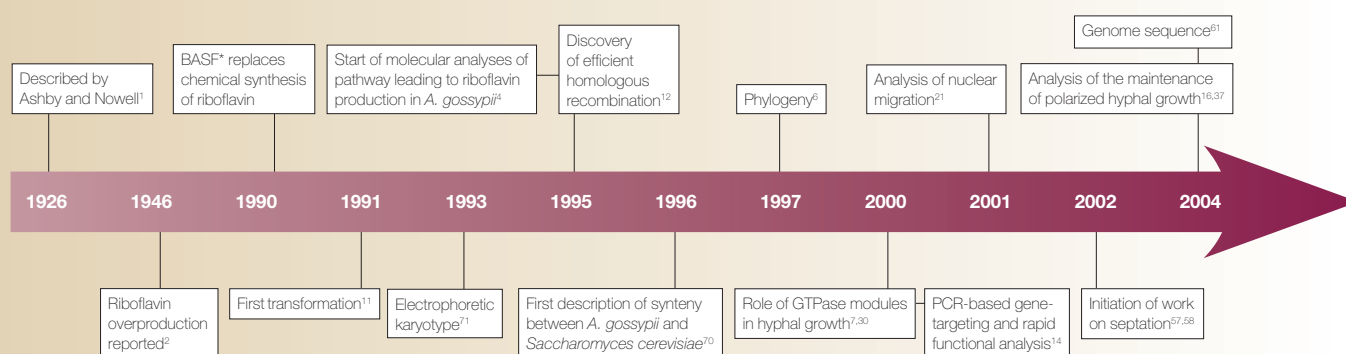 Described by
Ashby and Nowell1
BASF* replaces
chemical synthesis
of riboflavin
Start of molecular analyses of
pathway leading to riboflavin
production in A. gossypii4
Discovery
of efficient
homologous
recombination12
Phylogeny6
Analysis of nuclear
migration21
Genome sequence61
Analysis of the maintenance
of polarized hyphal growth16,37
1926 1946 1990 1991 1993 1995 1996 1997 2000 2001 2002 2004
Riboflavin
overproduction
reported2
First transformation11
Electrophoretic
karyotype71
First description of synteny
between A. gossypii and
Saccharomyces cerevisiae70
Role of GTPase modules
in hyphal growth7,30
PCR-based gene-
targeting and rapid
functional analysis14
Initiation of work
on septation57,58